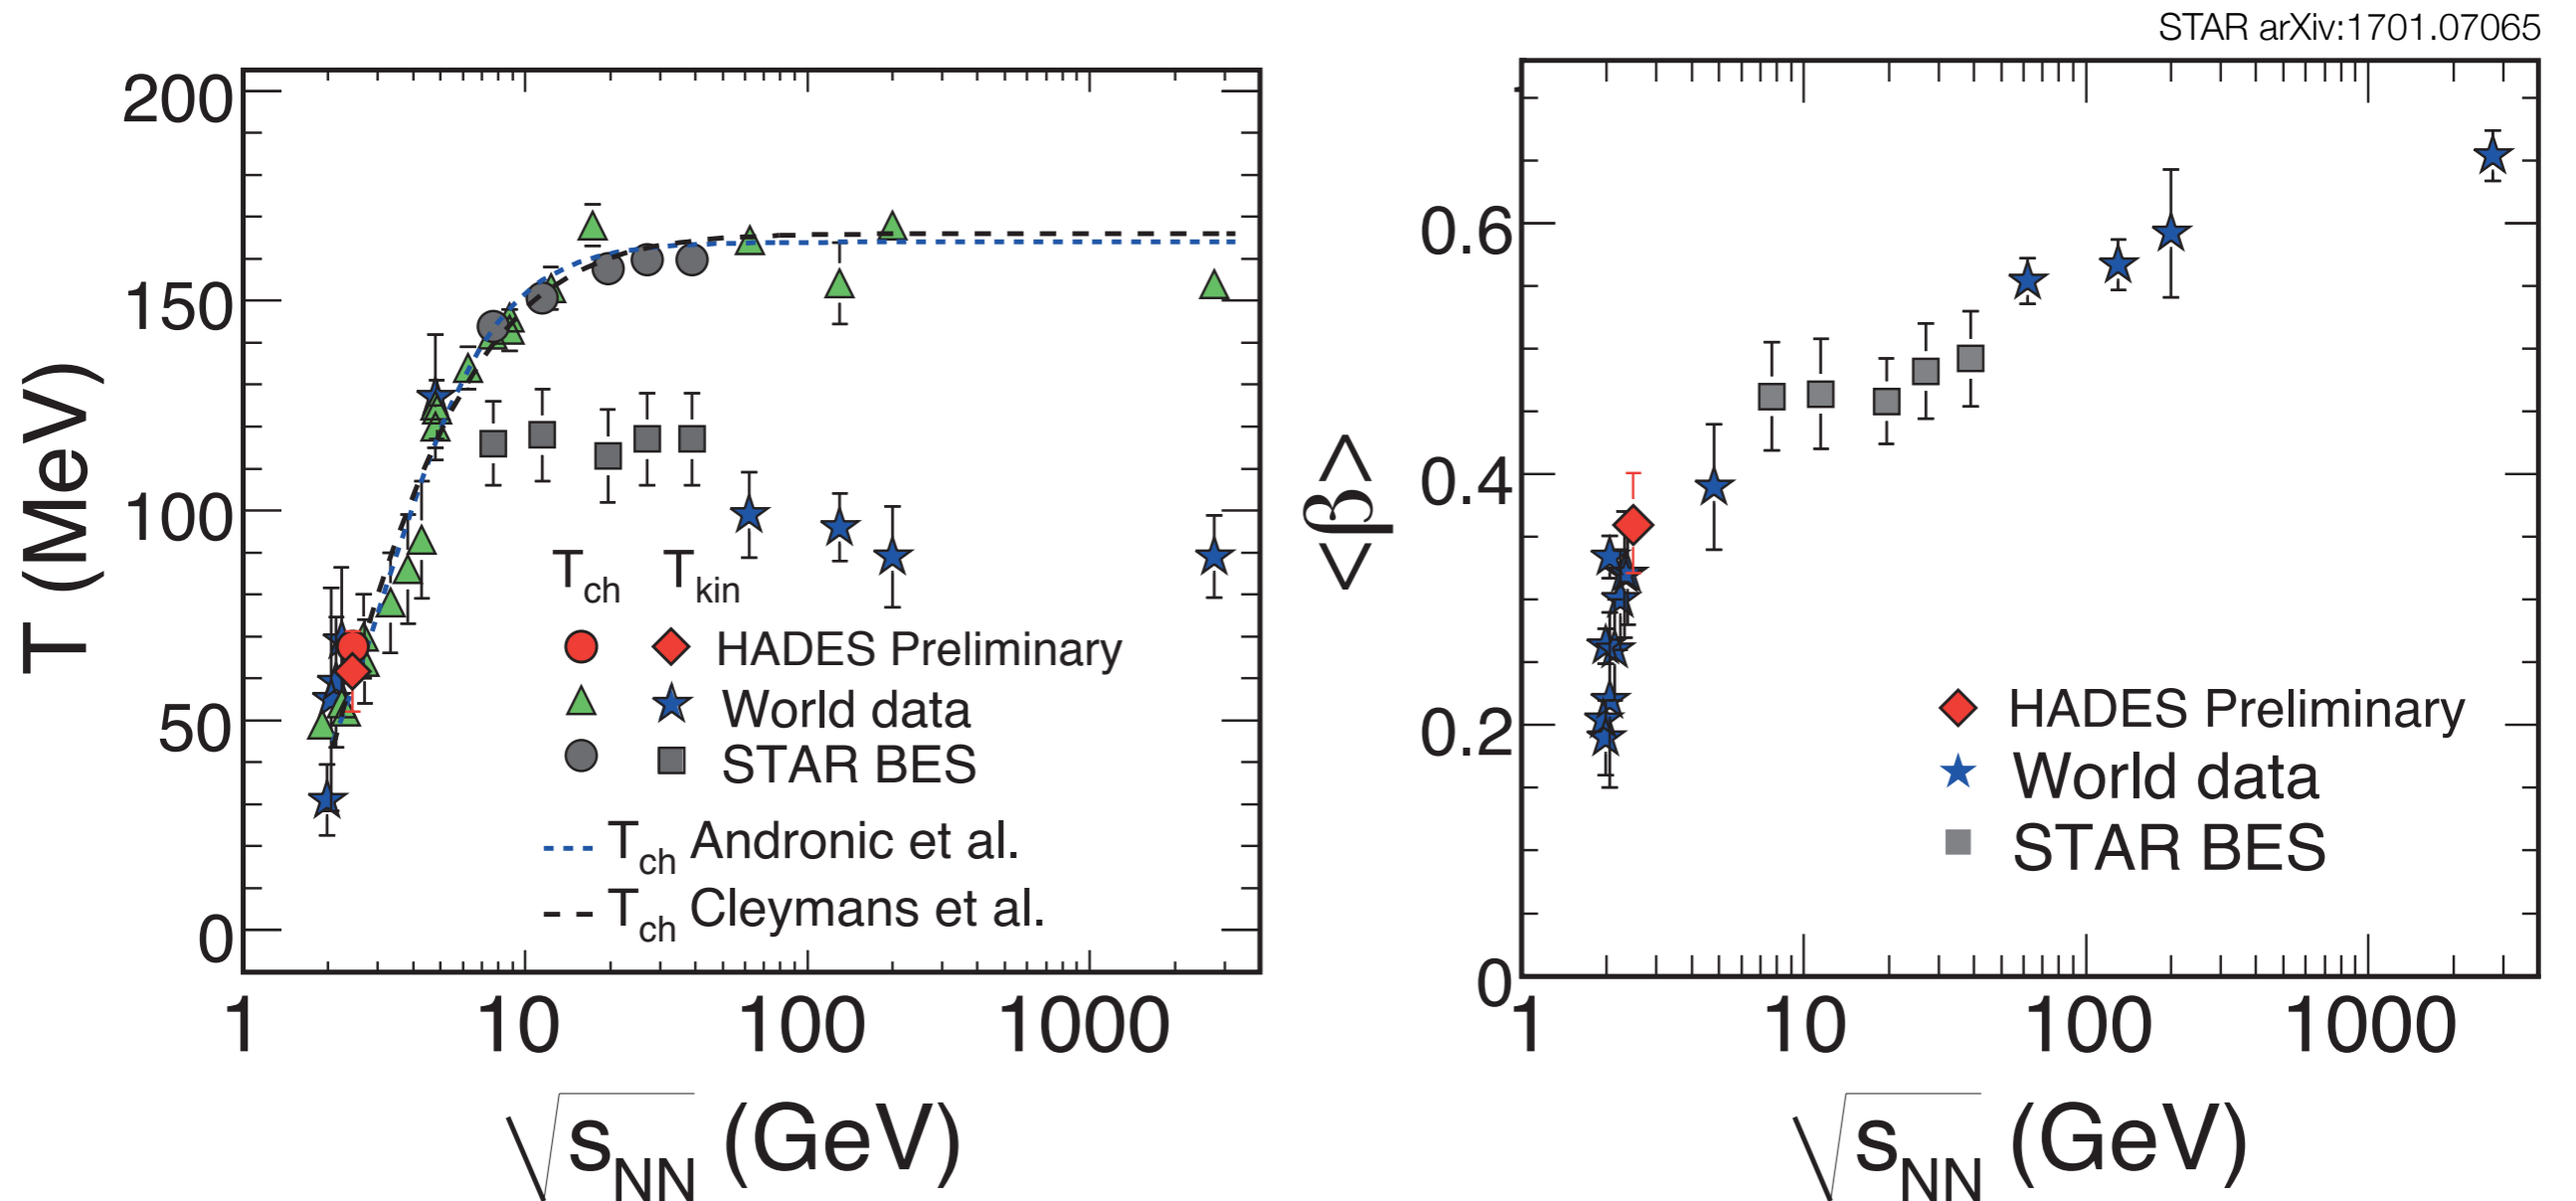 STAR arXiv:1701.07065
T (MeV)
200
150
100
50
0
T_ch T_kin
HADES Preliminary
World data
STAR BES
T_ch Andronic et al.
T_ch Cleymans et al.
1 10 100 1000
√s_NN (GeV)
<β>
0.6
0.4
0.2
0
HADES Preliminary
World data
STAR BES
1 10 100 1000
√s_NN (GeV)